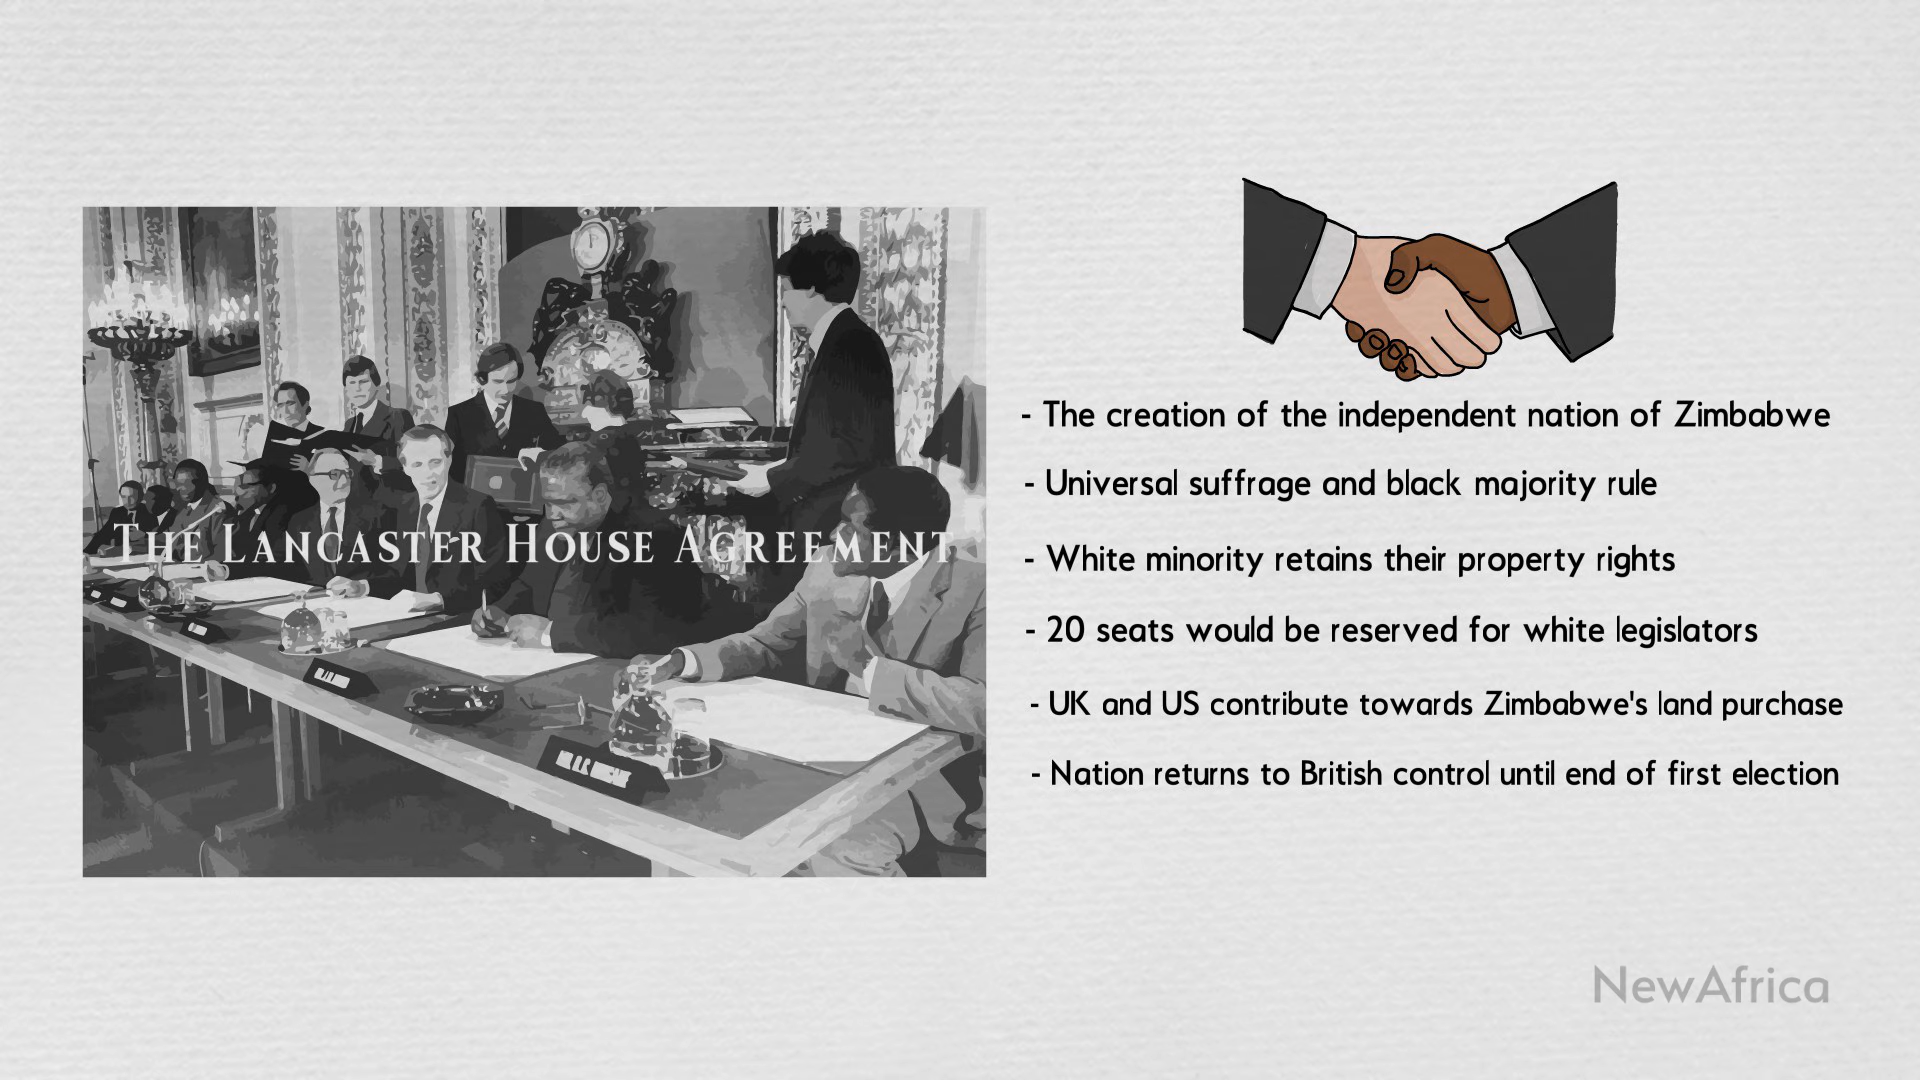 The Lancaster House Agreement
- The creation of the independent nation of Zimbabwe
- Universal suffrage and black majority rule
- White minority retains their property rights
- 20 seats would be reserved for white legislators
- UK and US contribute towards Zimbabwe's land purchase
- Nation returns to British control until end of first election
NewAfrica